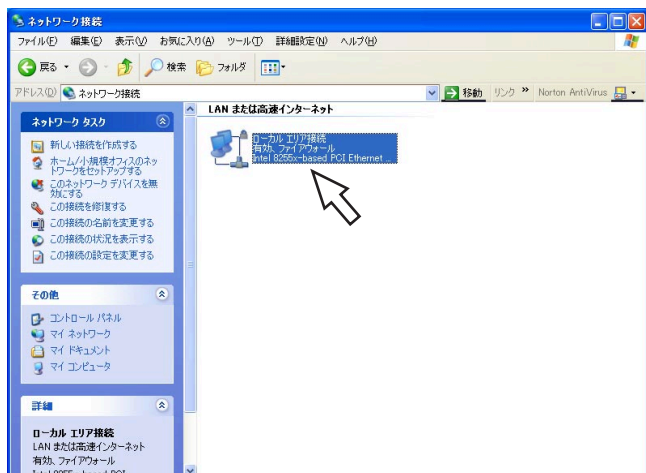 ネットワーク接続
ファイル(F) 編集(E) 表示(V) お気に入り(A) ツール(T) 詳細設定(N) ヘルプ(H)
戻る 検索 フォルダ
アドレス(D) ネットワーク接続 移動 リンク » Norton AntiVirus
ネットワーク タスク
新しい接続を作成する
ホーム/小規模オフィスのネッ
トワークをセットアップする
このネットワーク デバイスを無
効にする
この接続を修復する
この接続の名前を変更する
この接続の状況を表示する
この接続の設定を変更する
その他
コントロール パネル
マイ ネットワーク
マイ ドキュメント
マイ コンピュータ
詳細
ローカル エリア接続
LAN または高速インターネット
有効, ファイアウォール
LAN または高速インターネット
ローカル エリア接続
有効, ファイアウォール
Intel 8255x-based PCI Ethernet ...